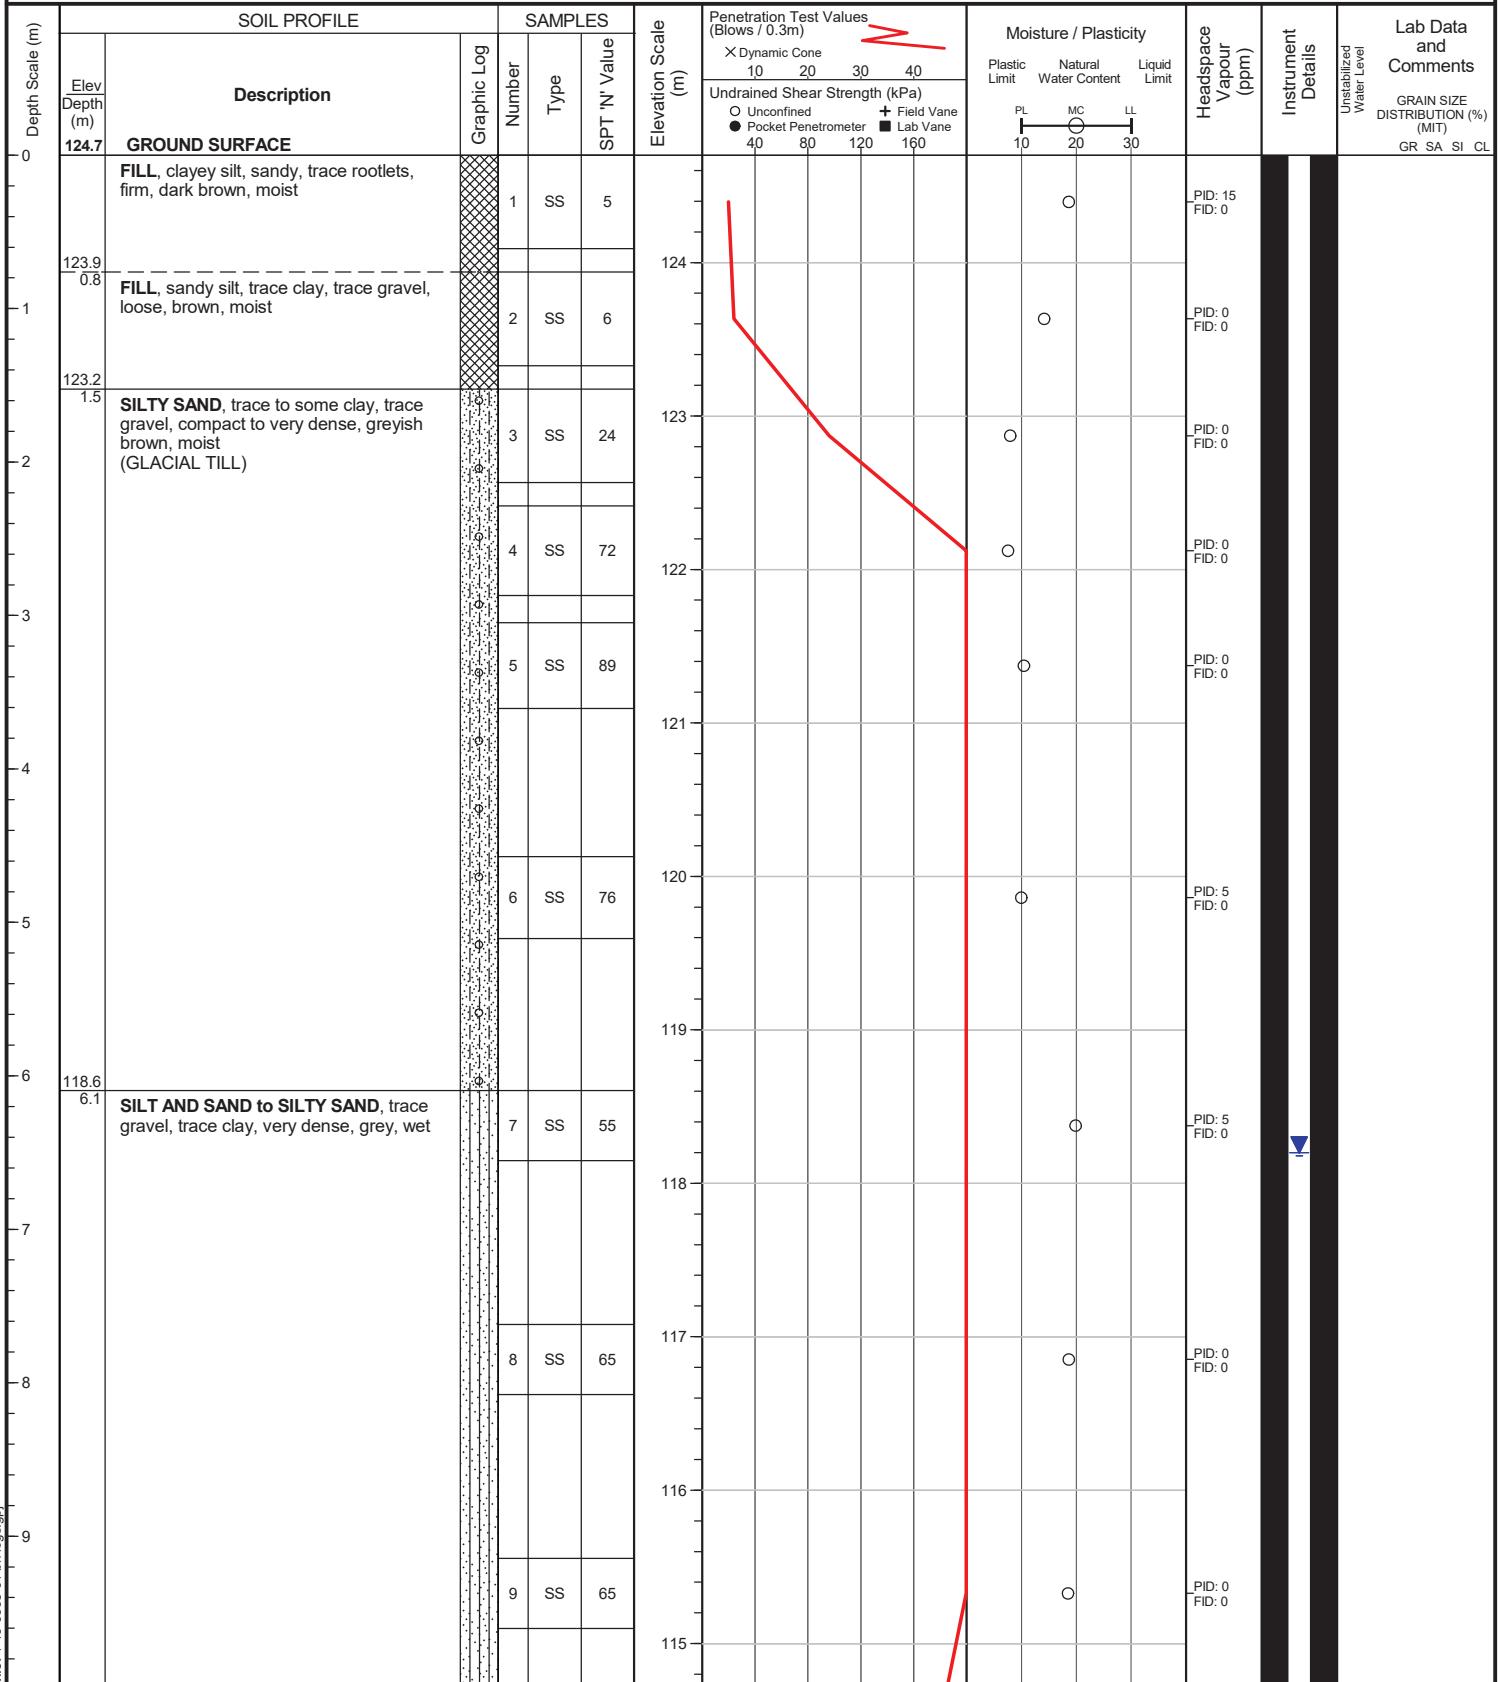 SOIL PROFILE
SAMPLES
Depth Scale (m)
Elev
Depth
(m)
Description
Graphic Log
Number
Type
SPT 'N' Value
Elevation Scale
(m)
Penetration Test Values
(Blows / 0.3m)
Dynamic Cone
10 20 30 40
Undrained Shear Strength (kPa)
Unconfined
Field Vane
Pocket Penetrometer
Lab Vane
40 80 120 160
Moisture / Plasticity
Plastic
Limit
Natural
Water Content
Liquid
Limit
PL MC LL
10 20 30
Headspace
Vapour
(ppm)
Instrument
Details
Unstabilized
Water Level
Lab Data
and
Comments
GRAIN SIZE
DISTRIBUTION (%)
(MIT)
GR SA SI CL
124.7 GROUND SURFACE
0
FILL, clayey silt, sandy, trace rootlets,
firm, dark brown, moist
1 SS 5
PID: 15
FID: 0
123.9
0.8
124
FILL, sandy silt, trace clay, trace gravel,
loose, brown, moist
1
2 SS 6
PID: 0
FID: 0
123.2
1.5
SILTY SAND, trace to some clay, trace
gravel, compact to very dense, greyish
brown, moist
(GLACIAL TILL)
123
3 SS 24
PID: 0
FID: 0
2
4 SS 72
PID: 0
FID: 0
122
3
5 SS 89
PID: 0
FID: 0
121
4
120
6 SS 76
PID: 5
FID: 0
5
119
6
118.6
6.1
SILT AND SAND to SILTY SAND, trace
gravel, trace clay, very dense, grey, wet
7 SS 55
PID: 5
FID: 0
118
7
117
8 SS 65
PID: 0
FID: 0
8
116
9
9 SS 65
PID: 0
FID: 0
115